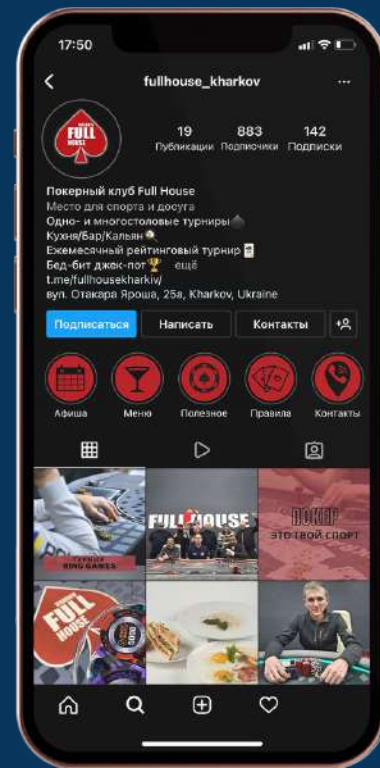 17:50
fullhouse_kharkov
FULL
HOUSE
19 883 142
Публикации Подписчики Подписки
Покерный клуб Full House
Место для спорта и досуга
Одно- и многостоловые турниры
Кухня/Бар/Кальян
Ежемесячный рейтинговый турнир
Бед-бит джек-пот ещё
t.me/fullhousekharkiv/
вул. Отакара Яроша, 25а, Kharkov, Ukraine
Подписаться Написать Контакты
Афиша Меню Полезное Правила Контакты
KING GAMES
FULL HOUSE
ПОКЕР
ЭТО ТВОЙ СПОРТ
FULL
HOUSE